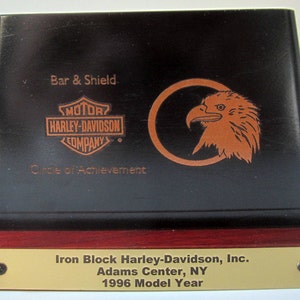 Bar & Shield
MOTOR
HARLEY-DAVIDSON
COMPANY
Circle of Achievement
Iron Block Harley-Davidson, Inc.
Adams Center, NY
1996 Model Year